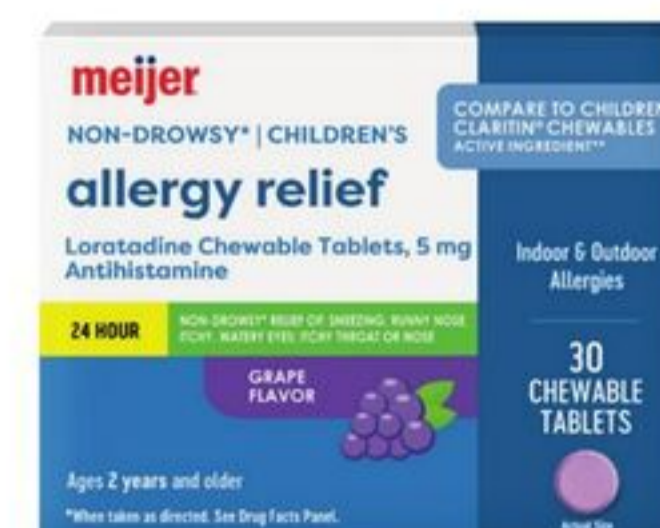 meijer
NON-DROWSY* | CHILDREN'S
allergy relief
Loratadine Chewable Tablets, 5 mg
Antihistamine
24 HOUR
NON-DROWSY* RELIEF OF: SNEEZING; RUNNY NOSE
ITCHY, WATERY EYES; ITCHY THROAT OR NOSE
GRAPE
FLAVOR
Ages 2 years and older
*When taken as directed. See Drug Facts Panel.
COMPARE TO CHILDREN
CLARITIN® CHEWABLES
ACTIVE INGREDIENT**
Indoor & Outdoor
Allergies
30
CHEWABLE
TABLETS